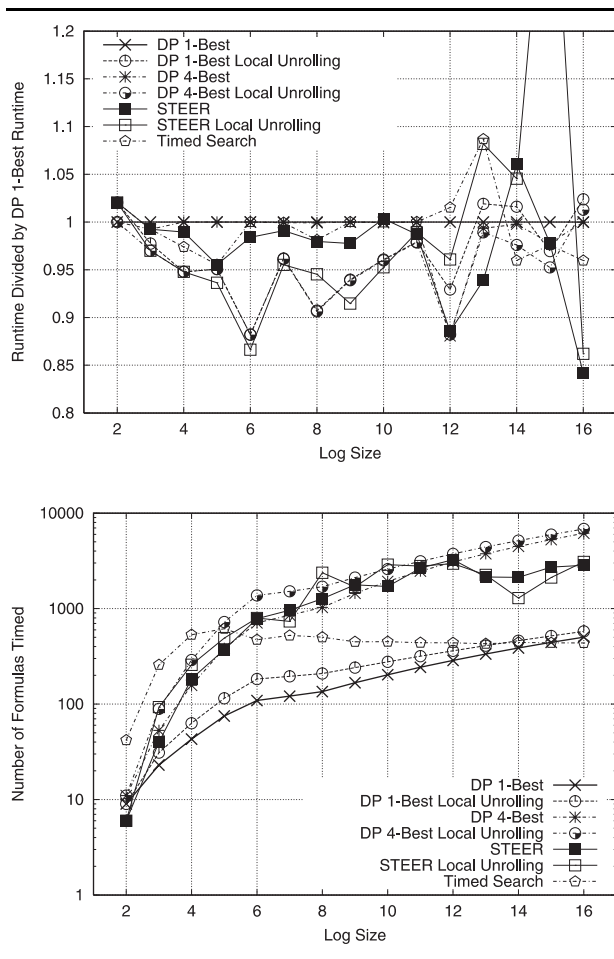 1.2
1.15
1.1
1.05
1
0.95
0.9
0.85
0.8
Runtime Divided by DP 1-Best Runtime
DP 1-Best
DP 1-Best Local Unrolling
DP 4-Best
DP 4-Best Local Unrolling
STEER
STEER Local Unrolling
Timed Search
2 4 6 8 10 12 14 16
Log Size
10000
1000
100
10
1
Number of Formulas Timed
DP 1-Best
DP 1-Best Local Unrolling
DP 4-Best
DP 4-Best Local Unrolling
STEER
STEER Local Unrolling
Timed Search
2 4 6 8 10 12 14 16
Log Size